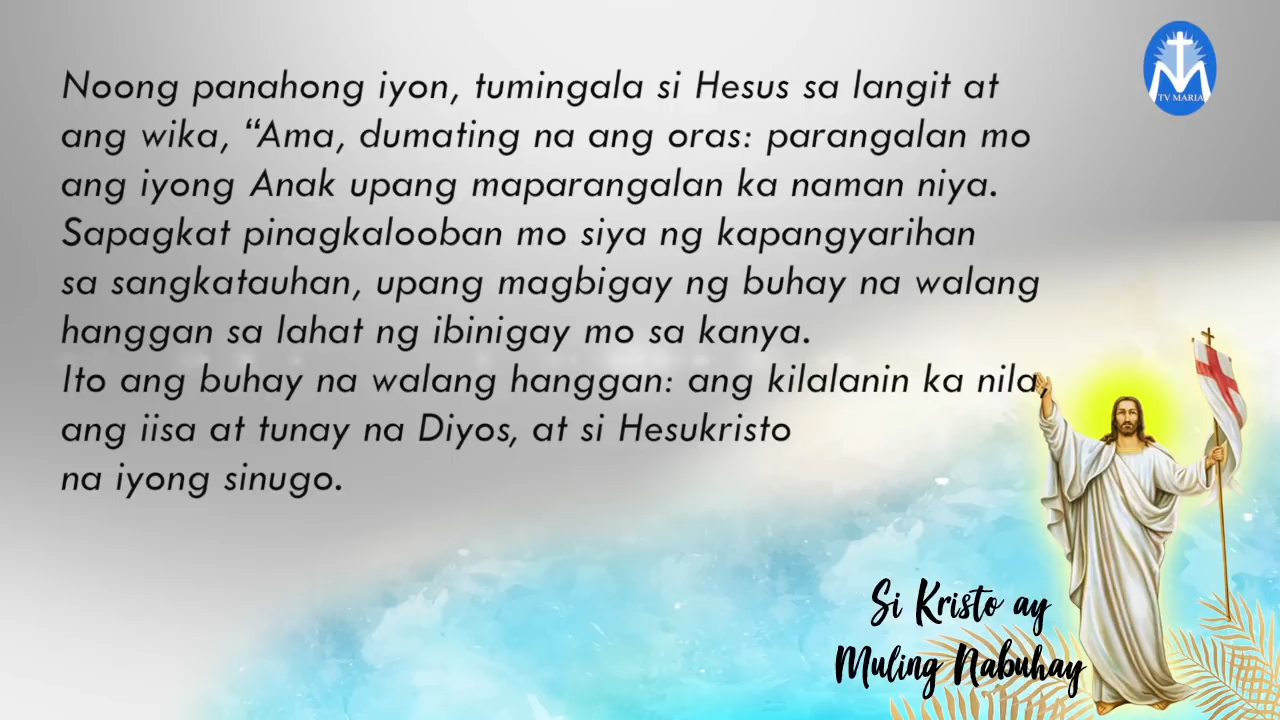 Noong panahong iyon, tumingala si Hesus sa langit at
ang wika, “Ama, dumating na ang oras: parangalan mo
ang iyong Anak upang maparangalan ka naman niya.
Sapagkat pinagkalooban mo siya ng kapangyarihan
sa sangkatauhan, upang magbigay ng buhay na walang
hanggan sa lahat ng ibinigay mo sa kanya.
Ito ang buhay na walang hanggan: ang kilalanin ka nila,
ang iisa at tunay na Diyos, at si Hesukristo
na iyong sinugo.
TV MARIA
Si Kristo ay
Muling Nabuhay